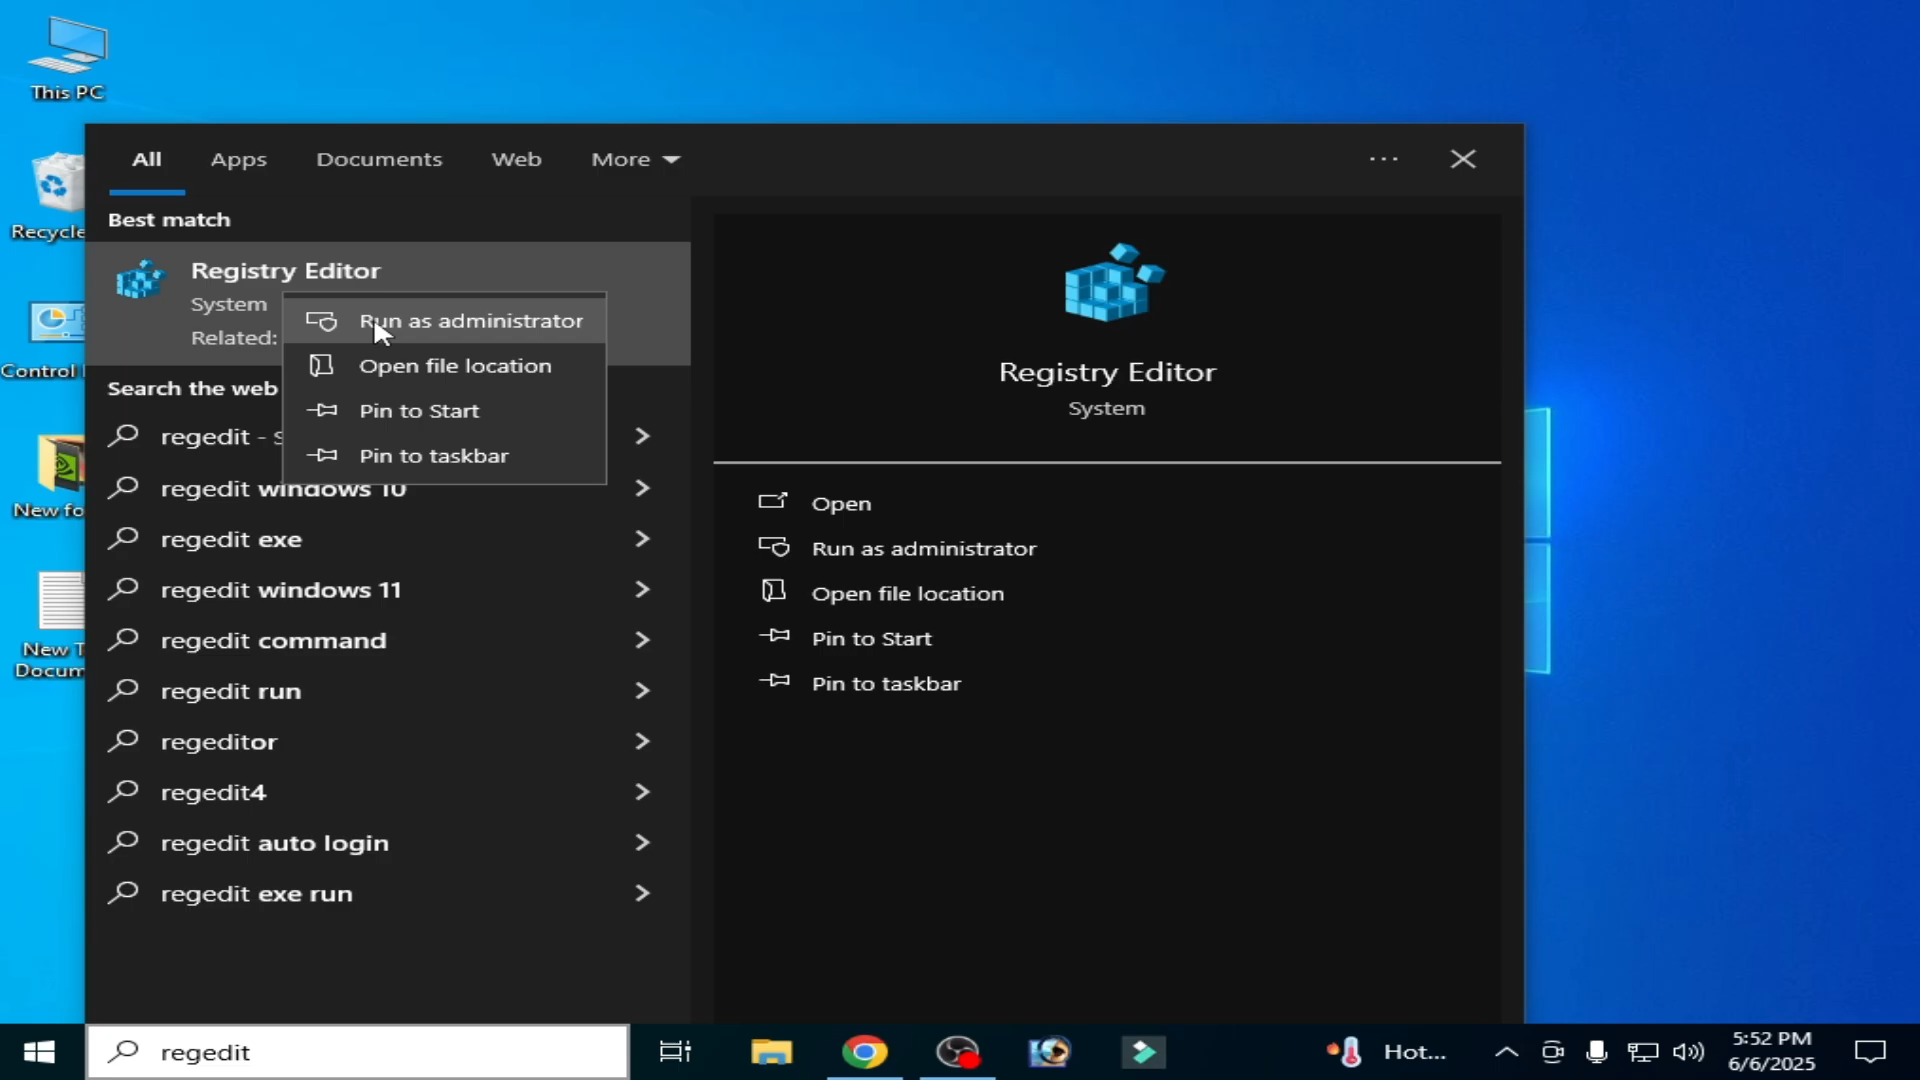 This PC
Recycle
Control
New fo
New T
Docum
All Apps Documents Web More
Best match
Registry Editor
System
Related:
Run as administrator
Open file location
Pin to Start
Pin to taskbar
Search the web
regedit - s
regedit windows 10
regedit exe
regedit windows 11
regedit command
regedit run
regeditor
regedit4
regedit auto login
regedit exe run
Registry Editor
System
Open
Run as administrator
Open file location
Pin to Start
Pin to taskbar
regedit
Hot...
5:52 PM
6/6/2025